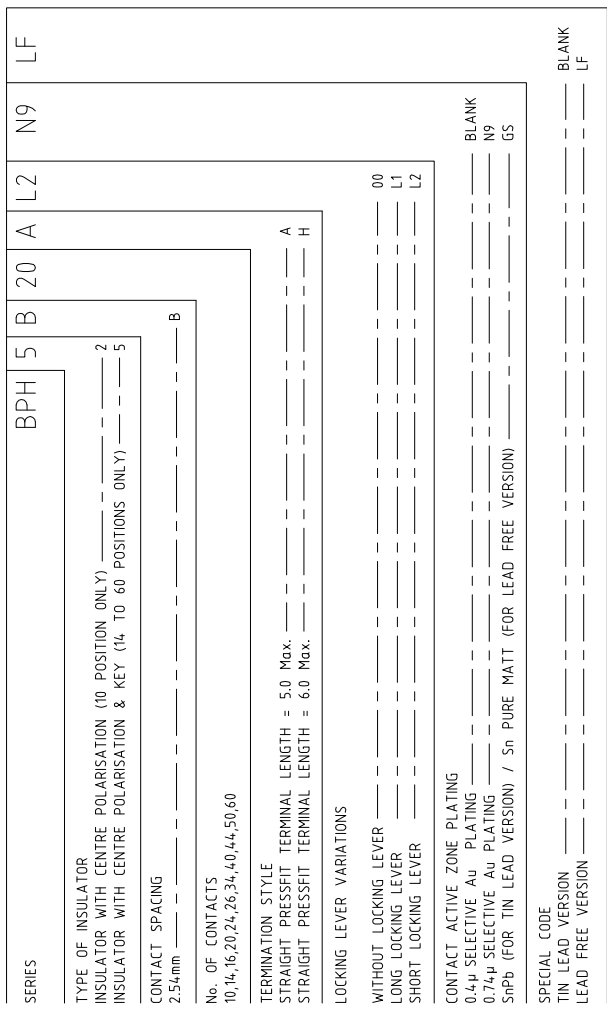 SERIES BPH 5 B 20 A L2 N9 LF
TYPE OF INSULATOR
INSULATOR WITH CENTRE POLARISATION (10 POSITION ONLY) 2
INSULATOR WITH CENTRE POLARISATION & KEY (14 TO 60 POSITIONS ONLY) 5
CONTACT SPACING
2.54mm B
No. OF CONTACTS
10,14,16,20,24,26,34,40,44,50,60
TERMINATION STYLE
STRAIGHT PRESSFIT TERMINAL LENGTH = 5.0 Max. A
STRAIGHT PRESSFIT TERMINAL LENGTH = 6.0 Max. H
LOCKING LEVER VARIATIONS
WITHOUT LOCKING LEVER 00
LONG LOCKING LEVER L1
SHORT LOCKING LEVER L2
CONTACT ACTIVE ZONE PLATING
0.4µ SELECTIVE Au PLATING BLANK
0.74µ SELECTIVE Au PLATING N9
SnPb (FOR TIN LEAD VERSION) / Sn PURE MATT (FOR LEAD FREE VERSION) GS
SPECIAL CODE
TIN LEAD VERSION BLANK
LEAD FREE VERSION LF